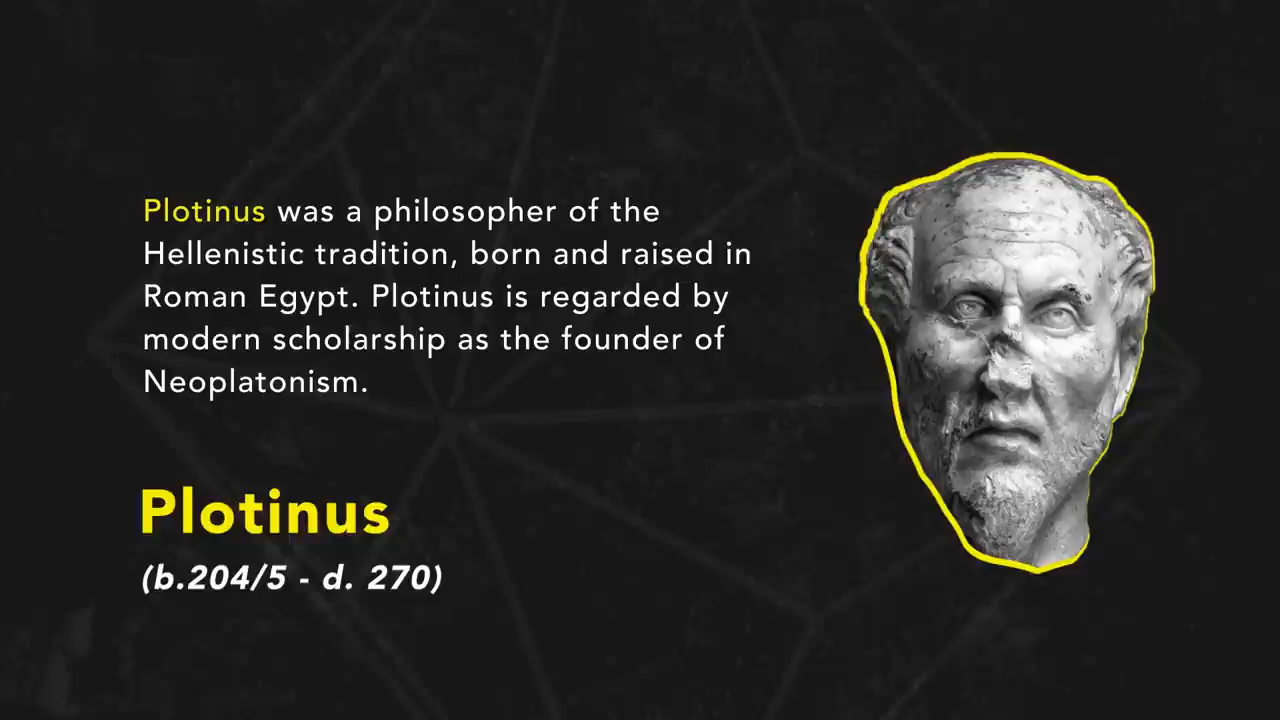 Plotinus was a philosopher of the
Hellenistic tradition, born and raised in
Roman Egypt. Plotinus is regarded by
modern scholarship as the founder of
Neoplatonism.
Plotinus
(b.204/5 - d. 270)